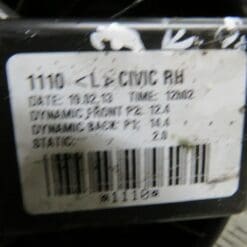 1110 <L> CIVIC RH
DATE: 19.02.13 TIME: 12h02
DYNAMIC FRONT P2: 12.4
DYNAMIC BACK P1: 14.4
STATIC: 2.0
*1110*